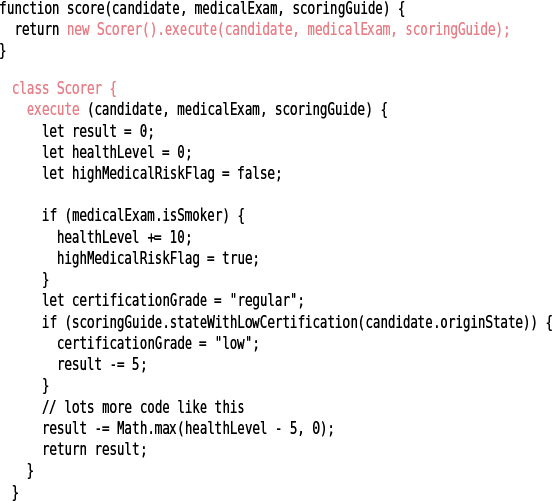 function score(candidate, medicalExam, scoringGuide) {
  return new Scorer().execute(candidate, medicalExam, scoringGuide);
}

  class Scorer {
    execute (candidate, medicalExam, scoringGuide) {
      let result = 0;
      let healthLevel = 0;
      let highMedicalRiskFlag = false;

      if (medicalExam.isSmoker) {
        healthLevel += 10;
        highMedicalRiskFlag = true;
      }
      let certificationGrade = "regular";
      if (scoringGuide.stateWithLowCertification(candidate.originState)) {
        certificationGrade = "low";
        result -= 5;
      }
      // lots more code like this
      result -= Math.max(healthLevel - 5, 0);
      return result;
    }
  }